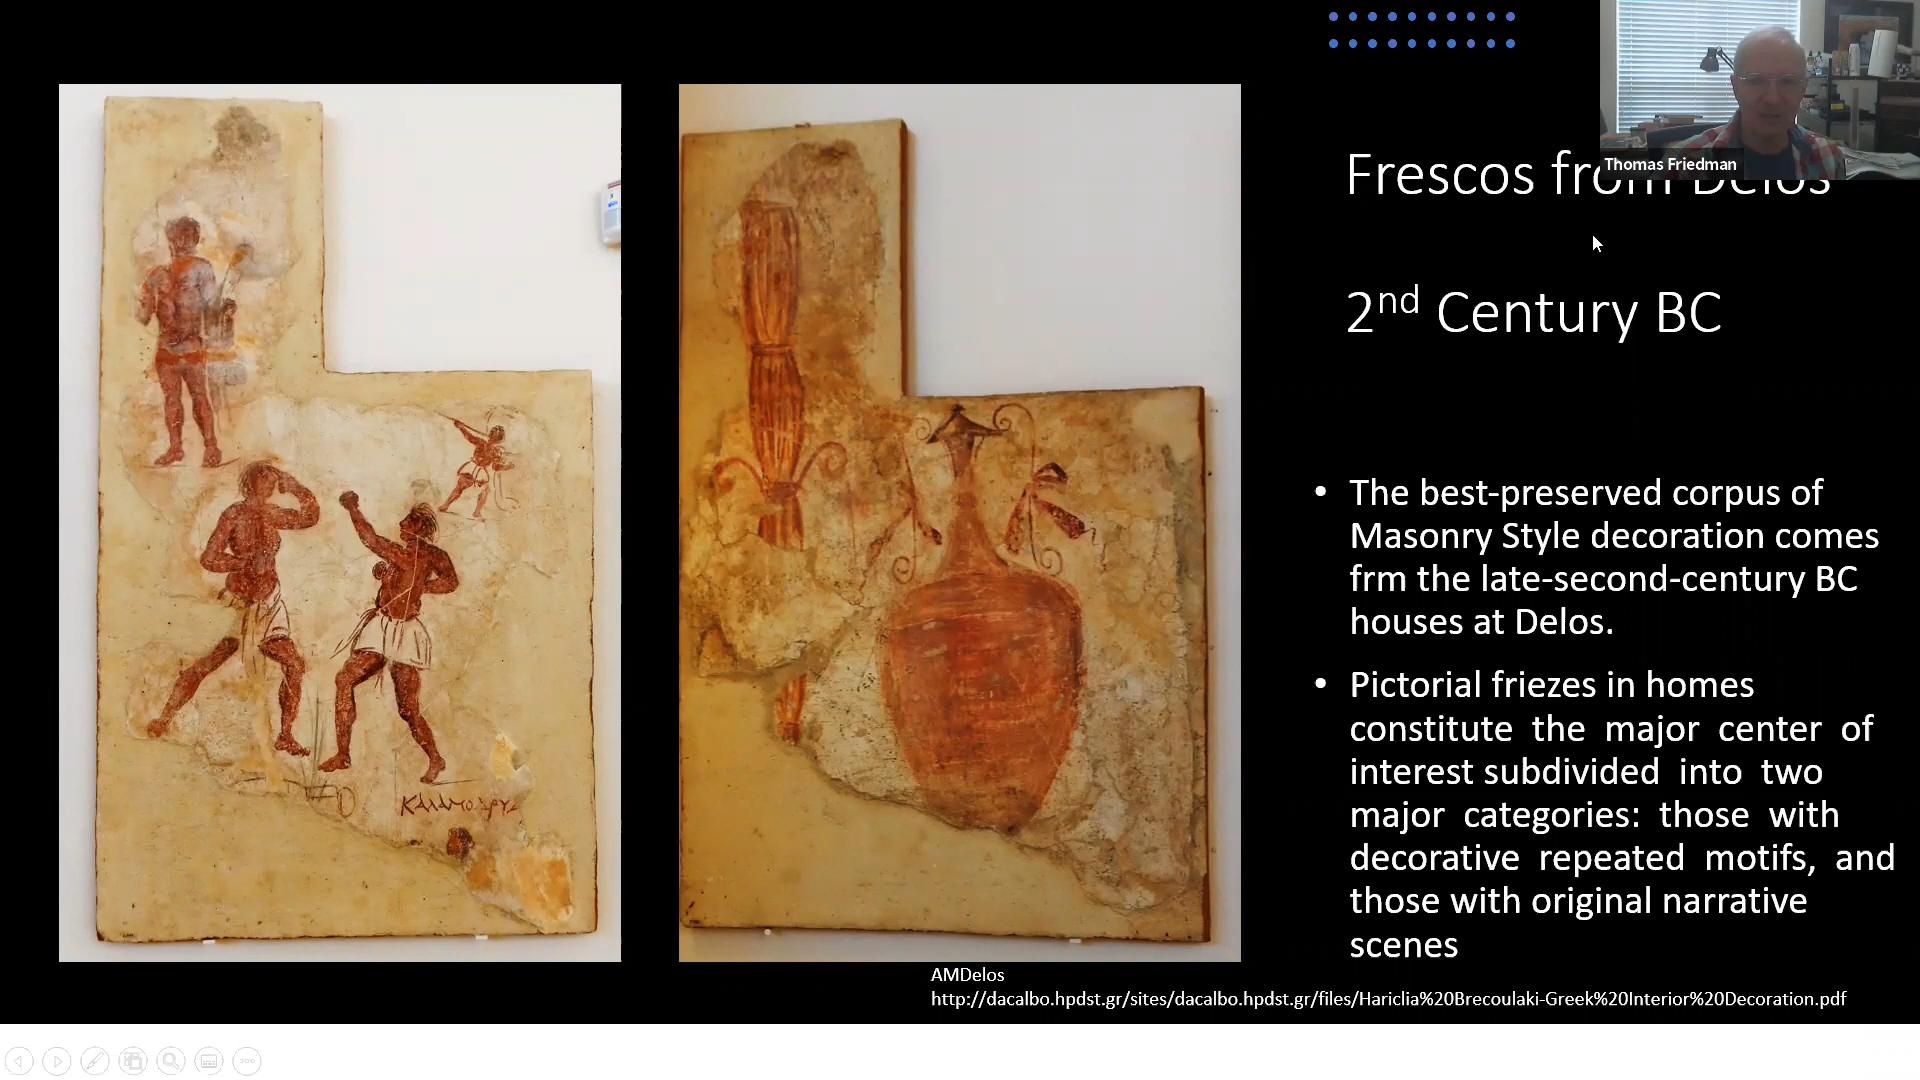 Thomas Friedman
Frescos from Delos
2nd Century BC
• The best-preserved corpus of
Masonry Style decoration comes
frm the late-second-century BC
houses at Delos.
• Pictorial friezes in homes
constitute the major center of
interest subdivided into two
major categories: those with
decorative repeated motifs, and
those with original narrative
scenes
AMDelos
http://dacalbo.hpdst.gr/sites/dacalbo.hpdst.gr/files/Hariclia%20Brecoulaki-Greek%20Interior%20Decoration.pdf